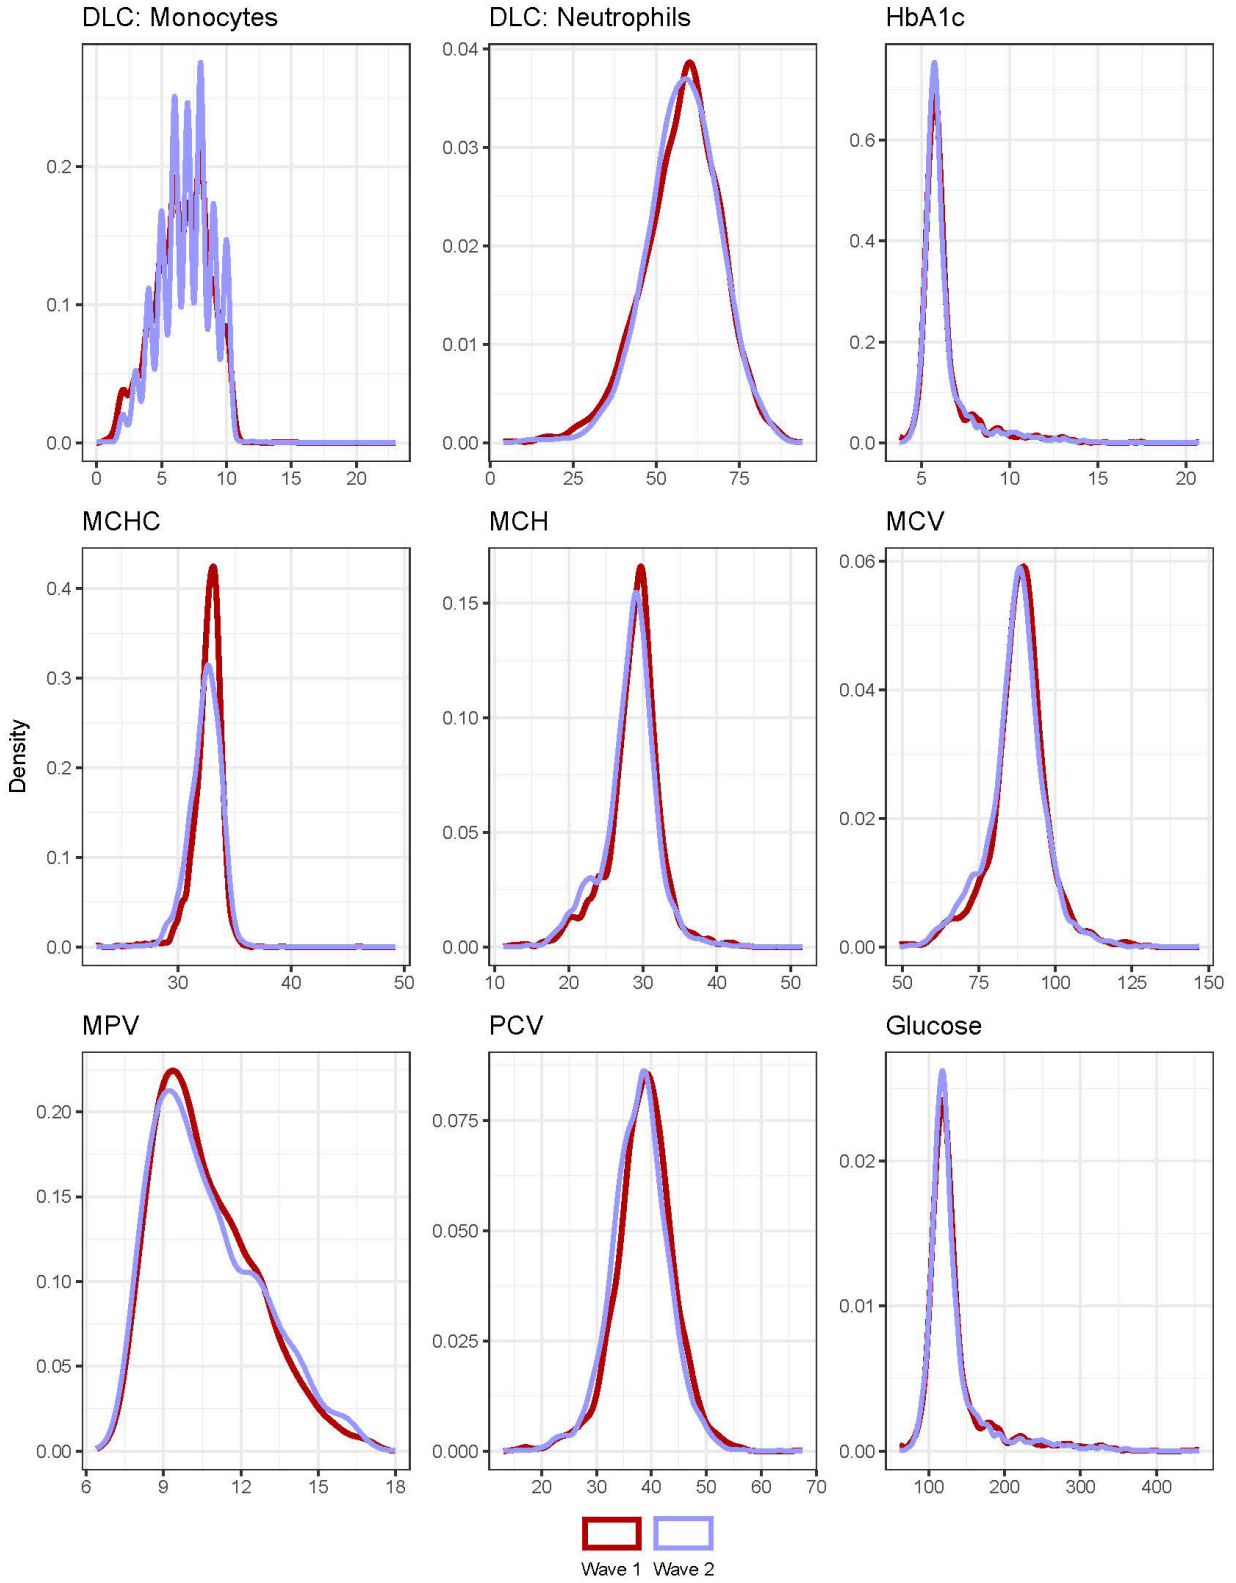 DLC: Monocytes DLC: Neutrophils HbA1c
0.2
0.1
0.0
0 5 10 15 20
0.04
0.03
0.02
0.01
0.00
0 25 50 75
0.6
0.4
0.2
0.0
5 10 15 20
MCHC MCH MCV
Density
0.4
0.3
0.2
0.1
0.0
30 40 50
0.15
0.10
0.05
0.00
10 20 30 40 50
0.06
0.04
0.02
0.00
50 75 100 125 150
MPV PCV Glucose
0.20
0.15
0.10
0.05
0.00
6 9 12 15 18
0.075
0.050
0.025
0.000
20 30 40 50 60 70
0.02
0.01
0.00
100 200 300 400
Wave 1 Wave 2